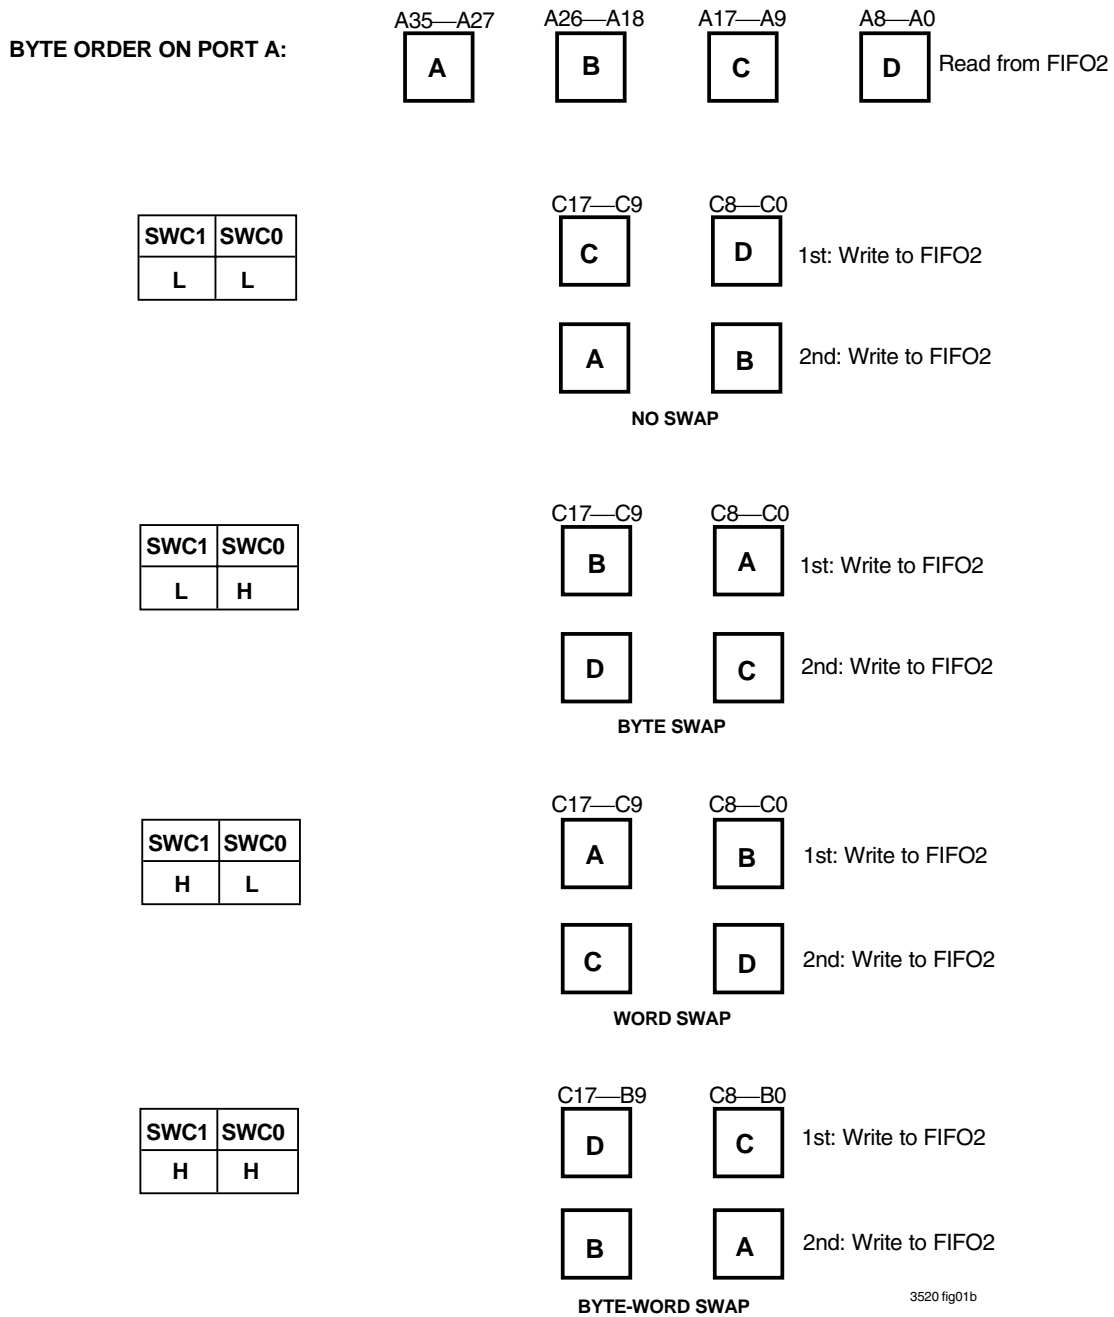 A35—A27 A26—A18 A17—A9 A8—A0
BYTE ORDER ON PORT A:
A B C D Read from FIFO2
C17—C9 C8—C0
SWC1 SWC0
L L
C D 1st: Write to FIFO2
A B 2nd: Write to FIFO2
NO SWAP
C17—C9 C8—C0
SWC1 SWC0
L H
B A 1st: Write to FIFO2
D C 2nd: Write to FIFO2
BYTE SWAP
C17—C9 C8—C0
SWC1 SWC0
H L
A B 1st: Write to FIFO2
C D 2nd: Write to FIFO2
WORD SWAP
C17—B9 C8—B0
SWC1 SWC0
H H
D C 1st: Write to FIFO2
B A 2nd: Write to FIFO2
3520 fig01b
BYTE-WORD SWAP